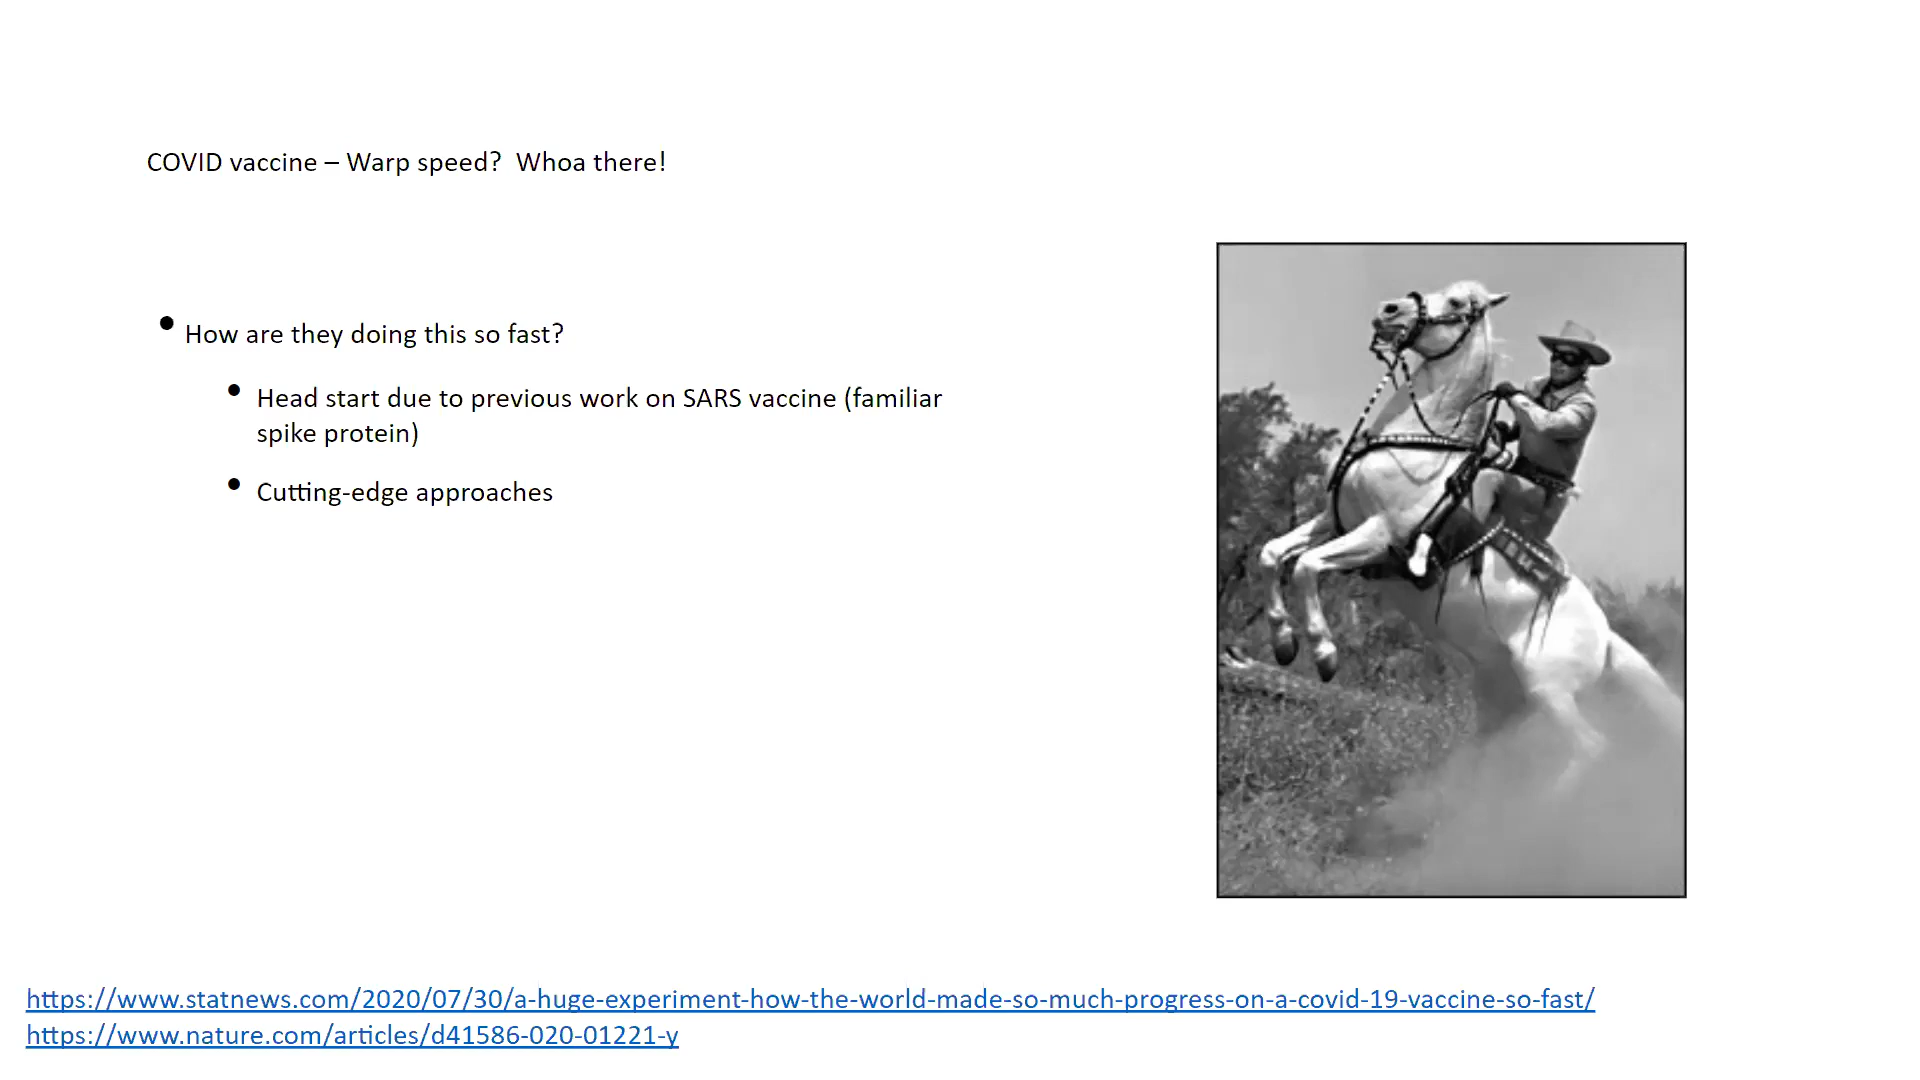 COVID vaccine – Warp speed?  Whoa there!
• How are they doing this so fast?
• Head start due to previous work on SARS vaccine (familiar
spike protein)
• Cutting-edge approaches
https://www.statnews.com/2020/07/30/a-huge-experiment-how-the-world-made-so-much-progress-on-a-covid-19-vaccine-so-fast/
https://www.nature.com/articles/d41586-020-01221-y